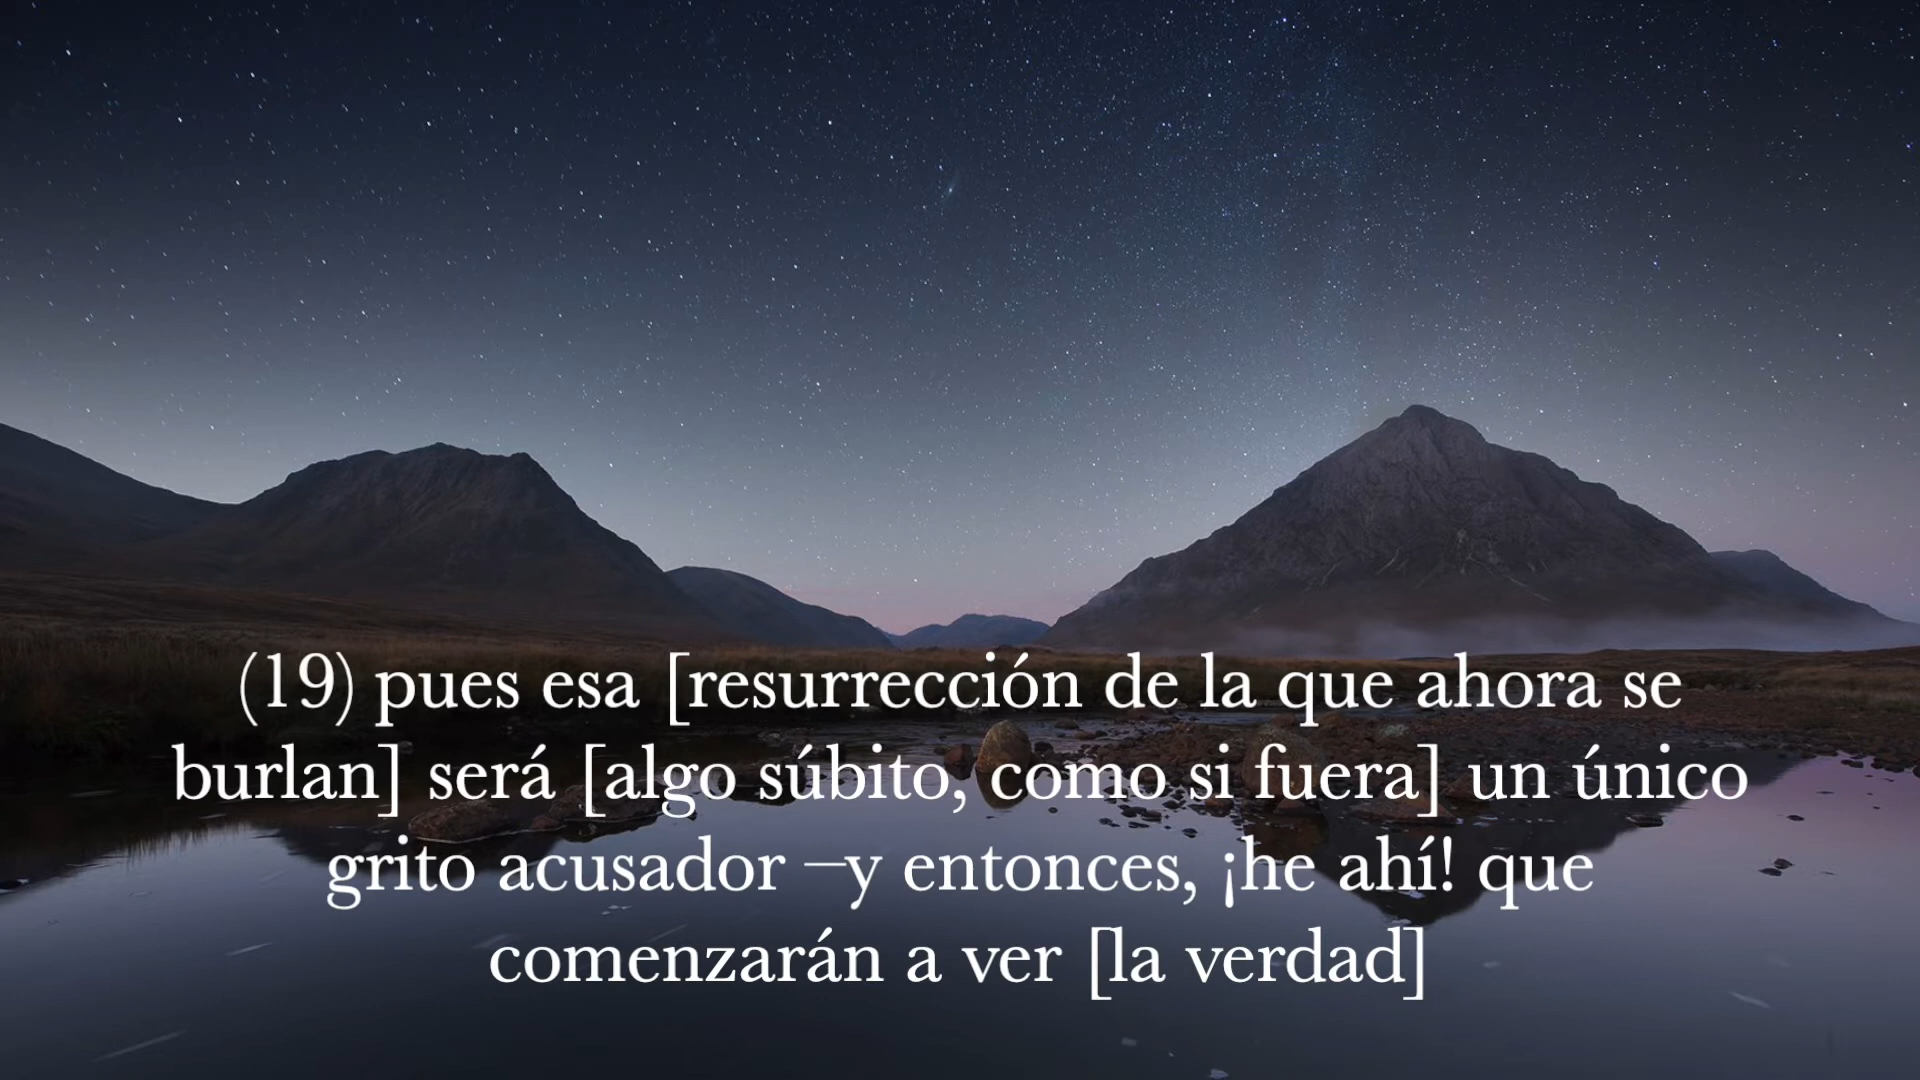 (19) pues esa [resurrección de la que ahora se
burlan] será [algo súbito, como si fuera] un único
grito acusador —y entonces, ¡he ahí! que
comenzarán a ver [la verdad]